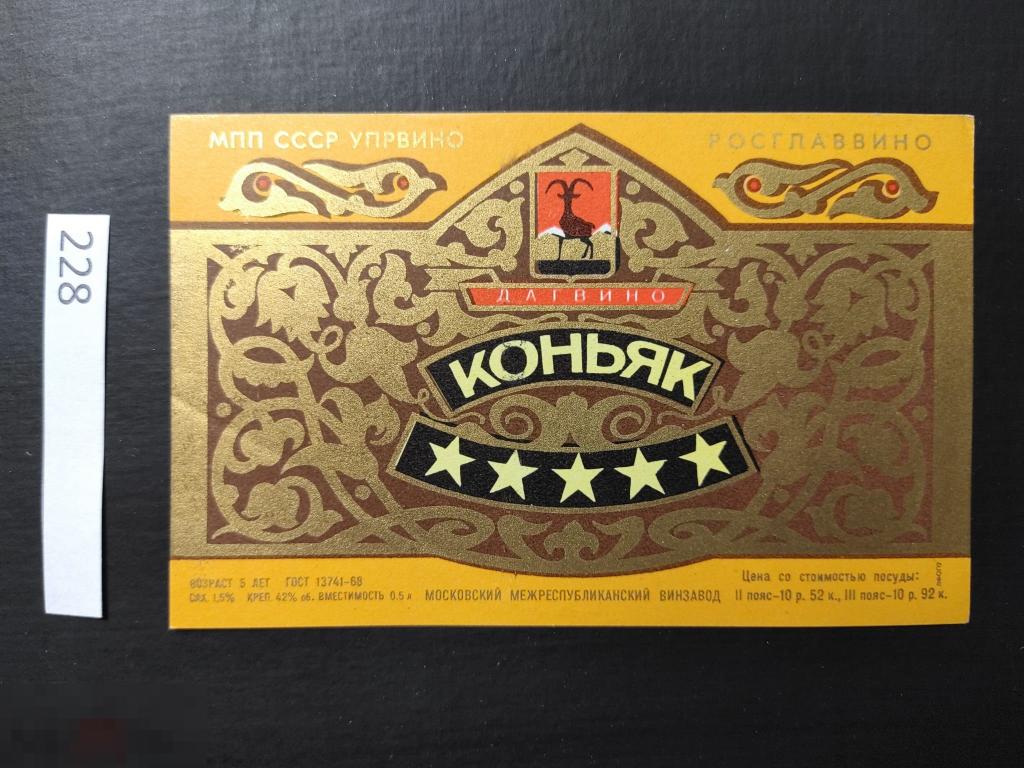 228
МПП СССР УПРВИНО
РОСГЛАВВИНО
ДАГВИНО
КОНЬЯК
ВОЗРАСТ 5 ЛЕТ ГОСТ 13741-68
САХ. 1,5% КРЕП. 42% об. ВМЕСТИМОСТЬ 0.5 л
МОСКОВСКИЙ МЕЖРЕСПУБЛИКАНСКИЙ ВИНЗАВОД
Цена со стоимостью посуды:
II пояс-10 р. 52 к., III пояс-10 р. 92 к.